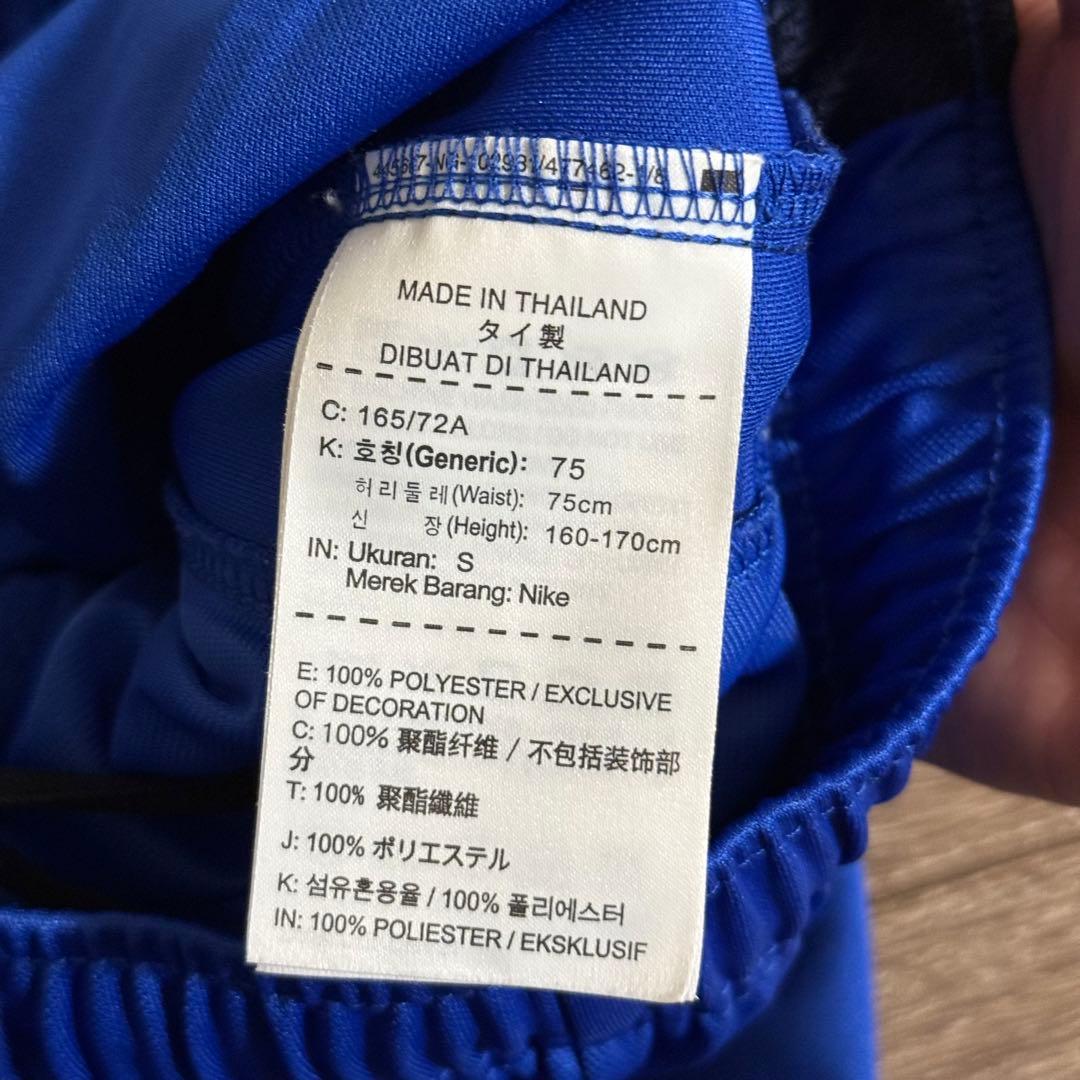 MADE IN THAILAND
タイ製
DIBUAT DI THAILAND
C: 165/72A
K: 호칭(Generic): 75
허리둘레(Waist): 75cm
신 장(Height): 160-170cm
IN: Ukuran: S
Merek Barang: Nike
E: 100% POLYESTER / EXCLUSIVE
OF DECORATION
C: 100% 聚酯纤维 / 不包括装饰部
分
T: 100% 聚酯纖維
J: 100% ポリエステル
K: 섬유혼용율 / 100% 폴리에스터
IN: 100% POLIESTER / EKSKLUSIF